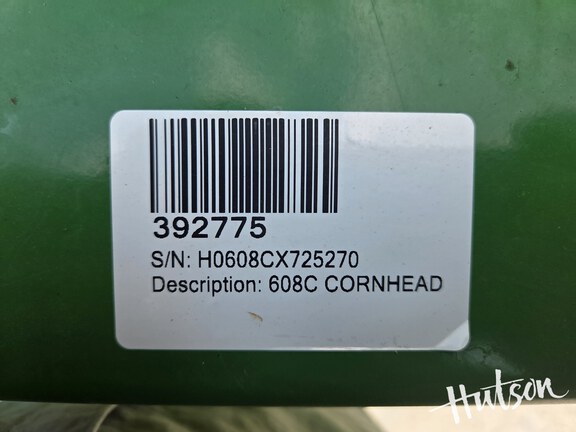 392775
S/N: H0608CX725270
Description: 608C CORNHEAD
Hutson